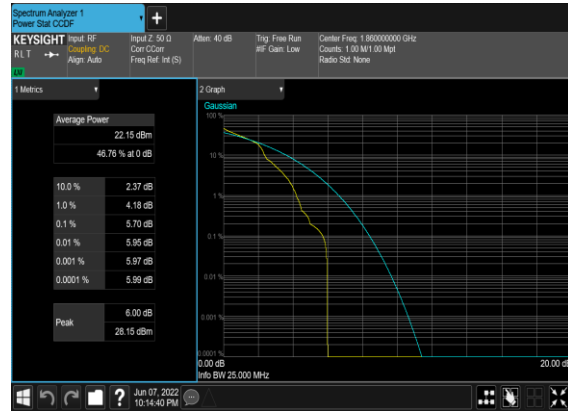 Spectrum Analyzer 1
Power Stat CCDF
KEYSIGHT
RLT
LXI
Input: RF
Coupling: DC
Align: Auto
Input Z: 50 Ω
Corr CCorr
Freq Ref: Int (S)
Atten: 40 dB
Trig: Free Run
#IF Gain: Low
Center Freq: 1.860000000 GHz
Counts: 1.00 M/1.00 Mpt
Radio Std: None
1 Metrics
Average Power
22.15 dBm
46.76 % at 0 dB
10.0 % 2.37 dB
1.0 % 4.18 dB
0.1 % 5.70 dB
0.01 % 5.95 dB
0.001 % 5.97 dB
0.0001 % 5.99 dB
Peak
6.00 dB
28.15 dBm
2 Graph
Gaussian
100 %
10 %
1 %
0.1 %
0.01 %
0.001 %
0.0001 %
0.00 dB
20.00 dB
Info BW 25.000 MHz
?
Jun 07, 2022
10:14:40 PM